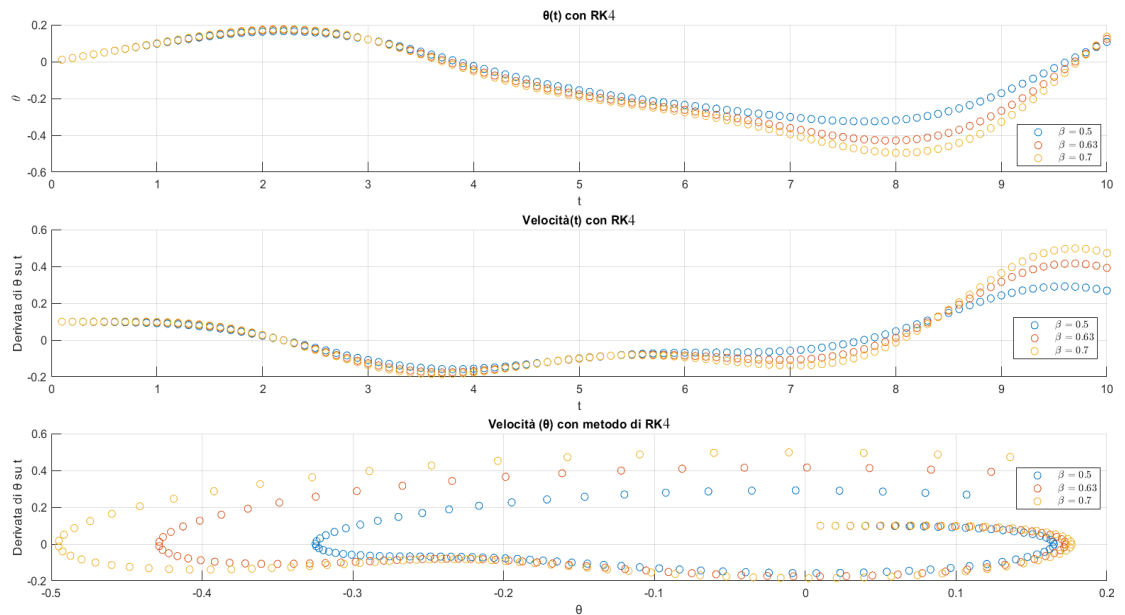 θ(t) con RK4
0.2
0
-0.2
-0.4
-0.6
θ
β = 0.5
β = 0.63
β = 0.7
0 1 2 3 4 5 6 7 8 9 10
t
Velocità(t) con RK4
0.6
0.4
0.2
0
-0.2
Derivata di θ su t
β = 0.5
β = 0.63
β = 0.7
0 1 2 3 4 5 6 7 8 9 10
t
Velocità (θ) con metodo di RK4
0.6
0.4
0.2
0
-0.2
Derivata di θ su t
β = 0.5
β = 0.63
β = 0.7
-0.5 -0.4 -0.3 -0.2 -0.1 0 0.1 0.2
θ